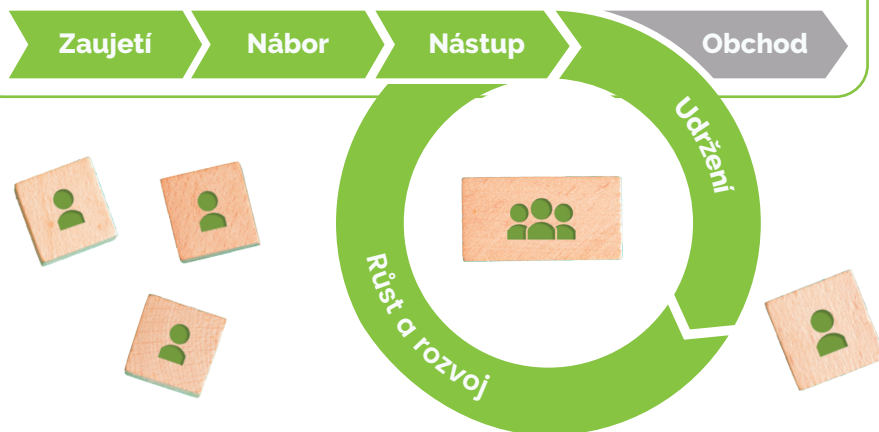 Zaujetí
Nábor
Nástup
Obchod
Udržení
Růst a rozvoj